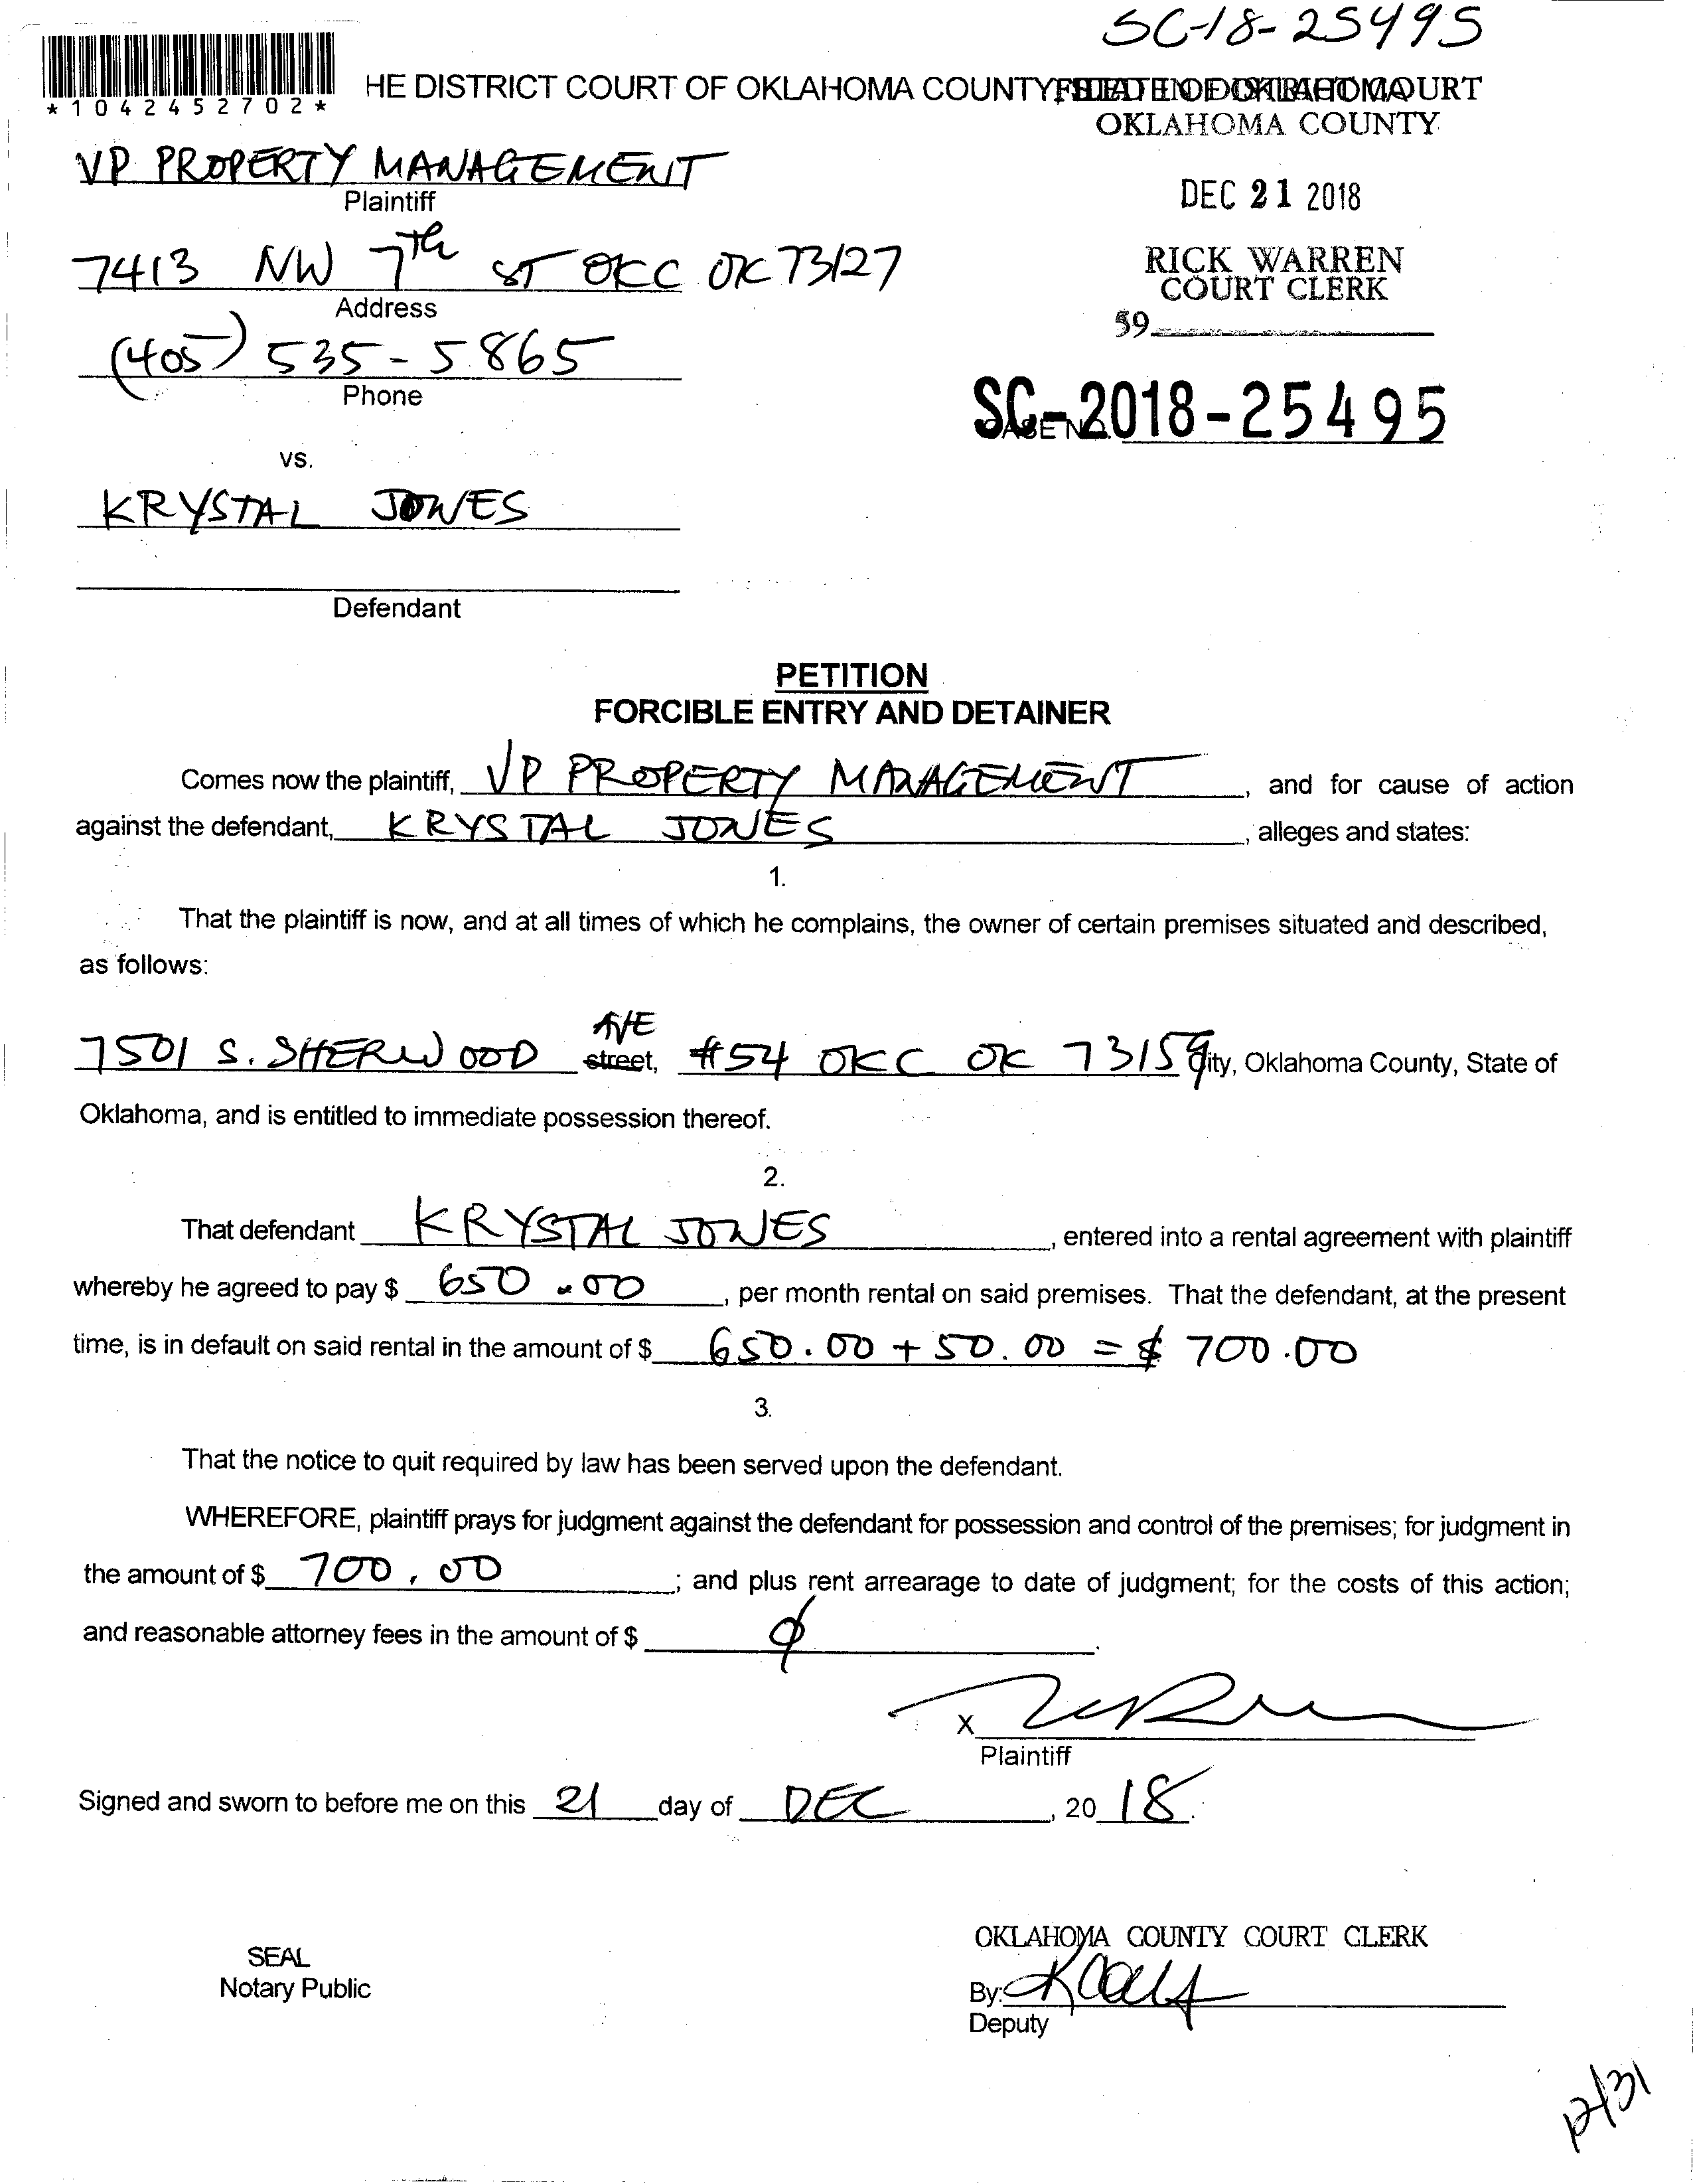 SC-18-25495
*1042452702*
HE DISTRICT COURT OF OKLAHOMA COUNTY
FILED IN DISTRICT COURT
OKLAHOMA COUNTY
VP PROPERTY MANAGEMENT
Plaintiff
DEC 21 2018
7413 NW 7th ST OKC OK 73127
Address
RICK WARREN
COURT CLERK
59
(405) 535-5865
Phone
SC-2018-25495
vs.
KRYSTAL JONES
Defendant
PETITION
FORCIBLE ENTRY AND DETAINER
Comes now the plaintiff, VP PROPERTY MANAGEMENT, and for cause of action
against the defendant, KRYSTAL JONES, alleges and states:
1.
That the plaintiff is now, and at all times of which he complains, the owner of certain premises situated and described,
as follows:
AVE
7501 S. SHERWOOD street, #54 OKC OK 73159 City, Oklahoma County, State of
Oklahoma, and is entitled to immediate possession thereof.
2.
That defendant KRYSTAL JONES, entered into a rental agreement with plaintiff
whereby he agreed to pay $ 650.00, per month rental on said premises. That the defendant, at the present
time, is in default on said rental in the amount of $ 650.00 + 50.00 = $ 700.00
3.
That the notice to quit required by law has been served upon the defendant.
WHEREFORE, plaintiff prays for judgment against the defendant for possession and control of the premises; for judgment in
the amount of $ 700.00; and plus rent arrearage to date of judgment; for the costs of this action;
and reasonable attorney fees in the amount of $ ϕ.
X
Plaintiff
Signed and sworn to before me on this 21 day of DEC, 20 18.
OKLAHOMA COUNTY COURT CLERK
SEAL
Notary Public
By:
Deputy
12/31